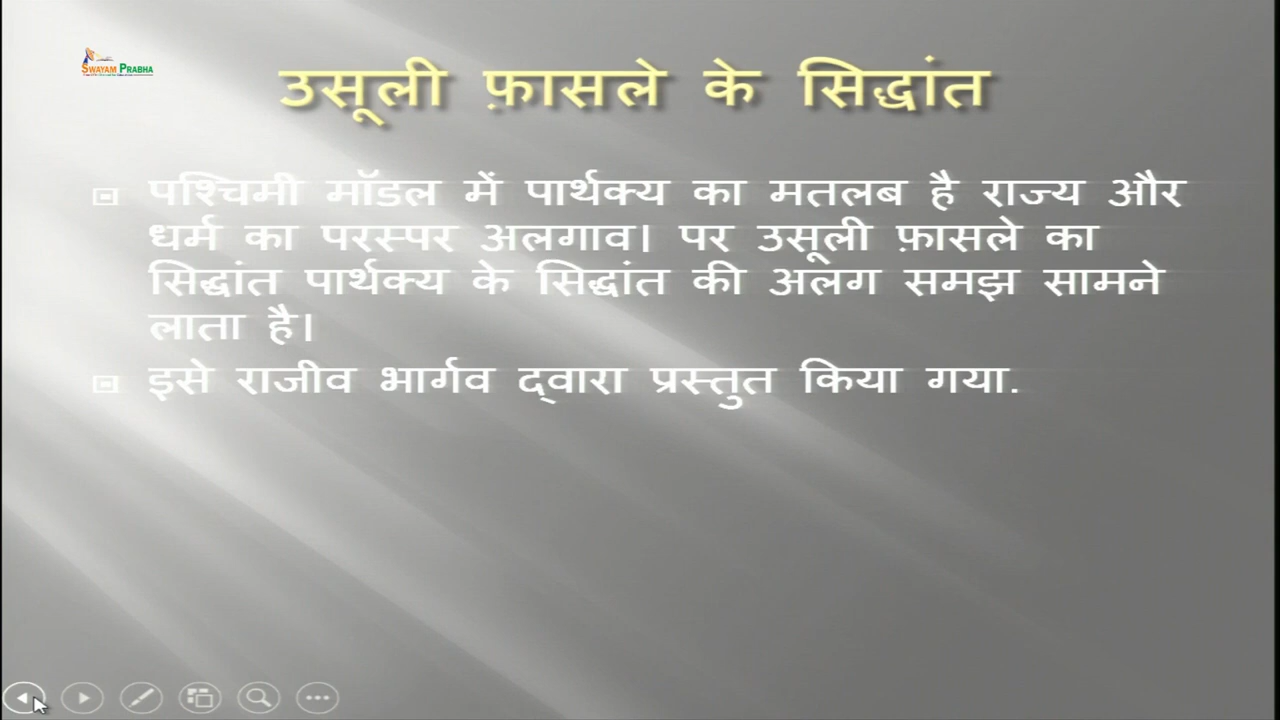 SWAYAM PRABHA
उसूली फ़ासले के सिद्धांत
पश्चिमी मॉडल में पार्थक्य का मतलब है राज्य और
धर्म का परस्पर अलगाव। पर उसूली फ़ासले का
सिद्धांत पार्थक्य के सिद्धांत की अलग समझ सामने
लाता है।
इसे राजीव भार्गव द्वारा प्रस्तुत किया गया.